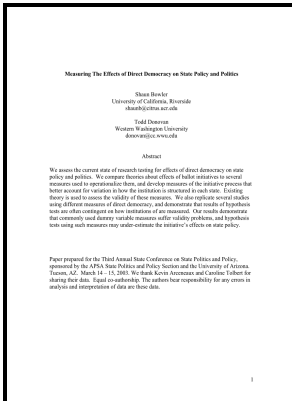 Measuring The Effects of Direct Democracy on State Policy and Politics
Shaun Bowler
University of California, Riverside
shaunb@citrus.ucr.edu
Todd Donovan
Western Washington University
donovan@cc.wwu.edu
Abstract
We assess the current state of research testing for effects of direct democracy on state
policy and politics. We compare theories about effects of ballot initiatives to several
measures used to operationalize them, and develop measures of the initiative process that
better account for variation in how the institution is structured in each state. Existing
theory is used to assess the validity of these measures. We also replicate several studies
using different measures of direct democracy, and demonstrate that results of hypothesis
tests are often contingent on how institutions of are measured. Our results demonstrate
that commonly used dummy variable measures suffer validity problems, and hypothesis
tests using such measures may under-estimate the initiative's effects on state policy.
Paper prepared for the Third Annual State Conference on State Politics and Policy,
sponsored by the APSA State Politics and Policy Section and the University of Arizona
Tucson, AZ. March 14 – 15, 2003. We thank Kevin Arceneaux and Caroline Tolbert for
sharing their data. Equal co-authorship. The authors bear responsibility for any errors in
analysis and interpretation of data are these data.
1